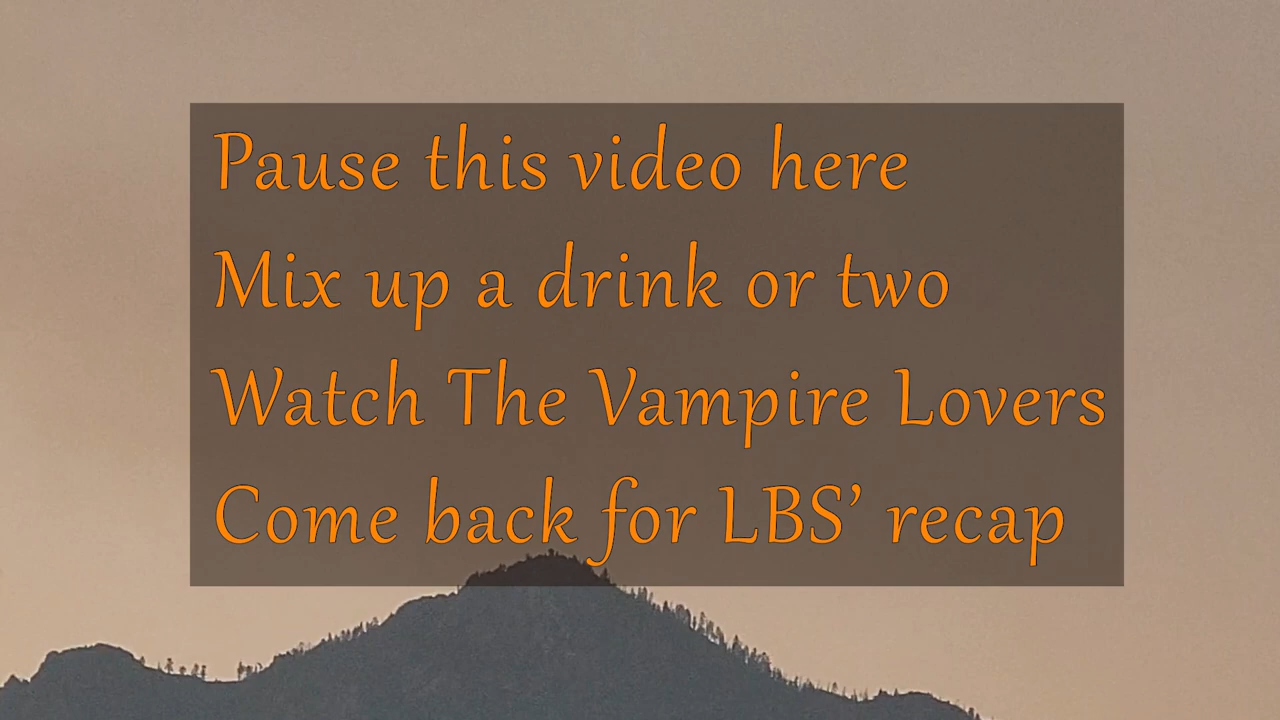 Pause this video here
Mix up a drink or two
Watch The Vampire Lovers
Come back for LBS’ recap